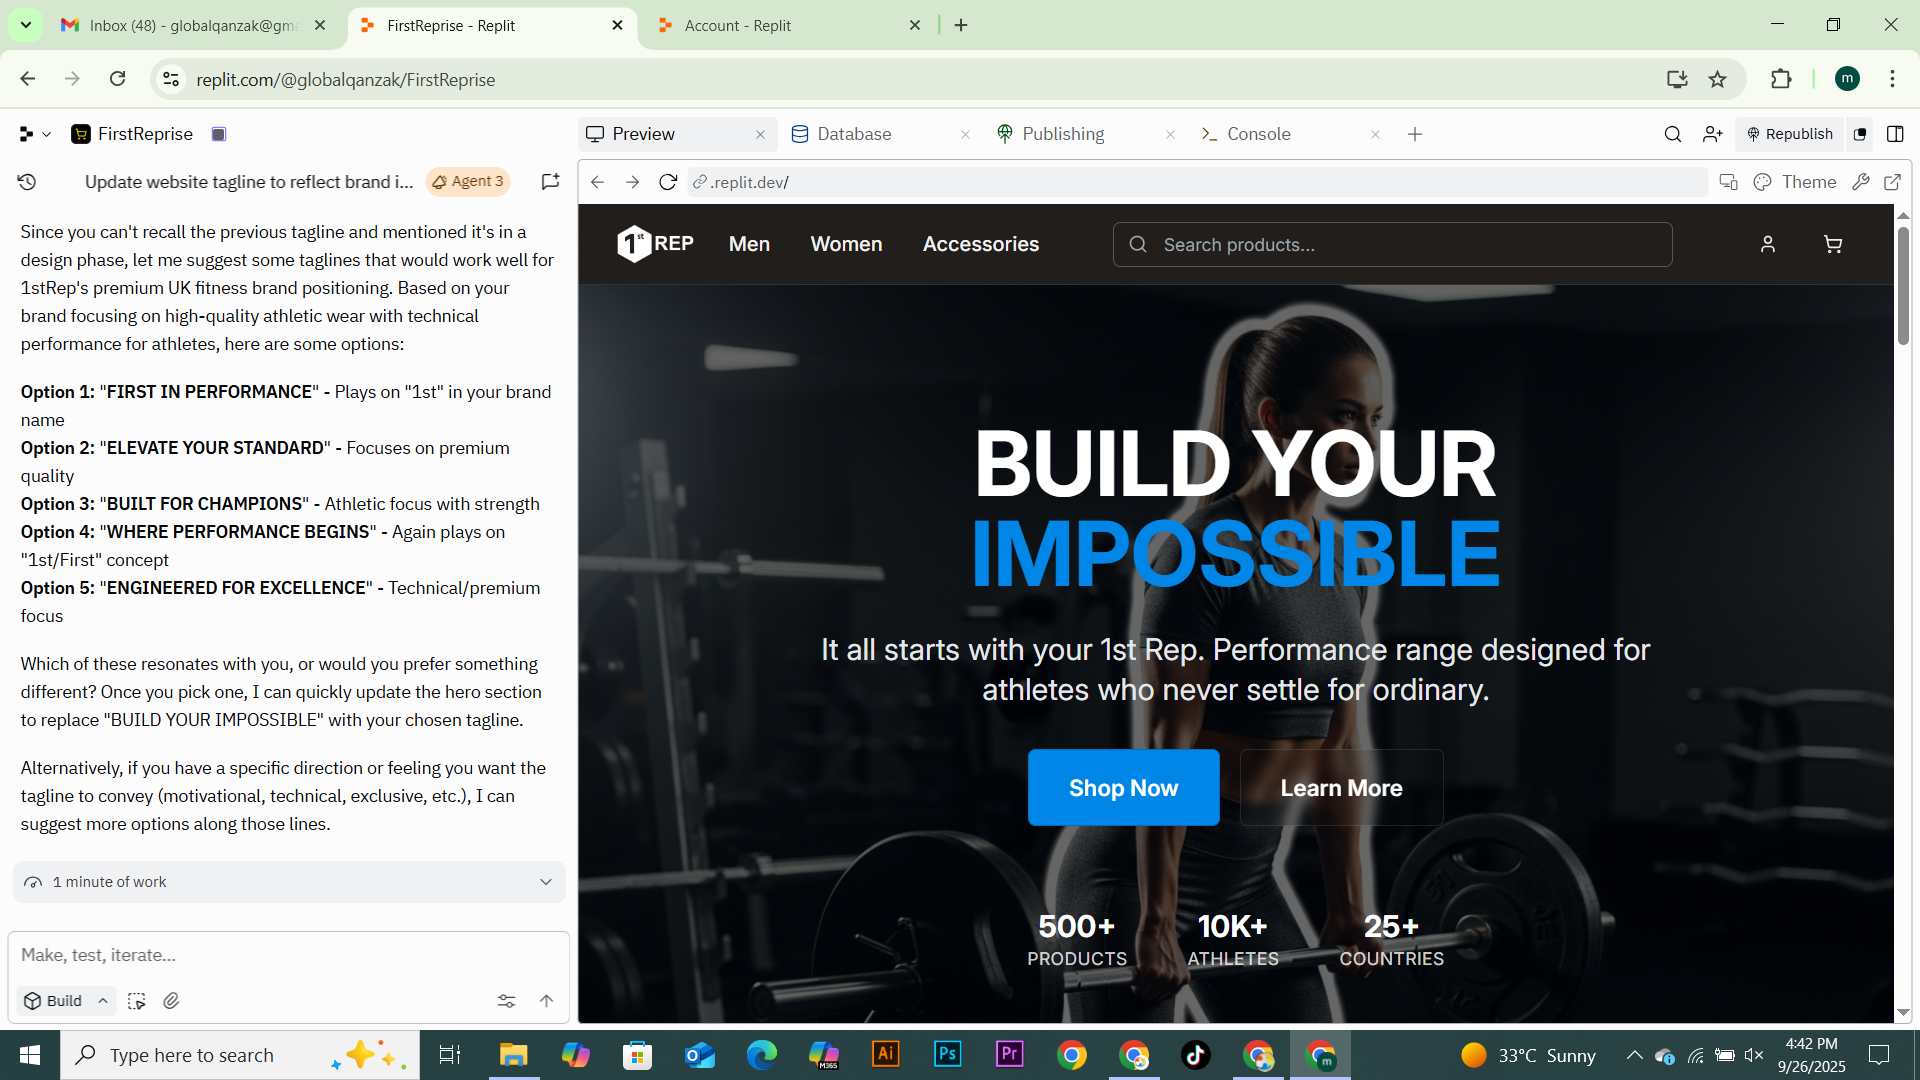 Inbox (48) - globalqanzak@gma
FirstReprise - Replit
Account - Replit
replit.com/@globalqanzak/FirstReprise
m
FirstReprise
Preview
Database
Publishing
Console
Republish
Update website tagline to reflect brand i...
Agent 3
.replit.dev/
Theme
Since you can't recall the previous tagline and mentioned it's in a
design phase, let me suggest some taglines that would work well for
1stRep's premium UK fitness brand positioning. Based on your
brand focusing on high-quality athletic wear with technical
performance for athletes, here are some options:
Option 1: "FIRST IN PERFORMANCE" - Plays on "1st" in your brand
name
Option 2: "ELEVATE YOUR STANDARD" - Focuses on premium
quality
Option 3: "BUILT FOR CHAMPIONS" - Athletic focus with strength
Option 4: "WHERE PERFORMANCE BEGINS" - Again plays on
"1st/First" concept
Option 5: "ENGINEERED FOR EXCELLENCE" - Technical/premium
focus
Which of these resonates with you, or would you prefer something
different? Once you pick one, I can quickly update the hero section
to replace "BUILD YOUR IMPOSSIBLE" with your chosen tagline.
Alternatively, if you have a specific direction or feeling you want the
tagline to convey (motivational, technical, exclusive, etc.), I can
suggest more options along those lines.
1 minute of work
Make, test, iterate...
Build
1st REP
Men
Women
Accessories
Search products...
BUILD YOUR
IMPOSSIBLE
It all starts with your 1st Rep. Performance range designed for
athletes who never settle for ordinary.
Shop Now
Learn More
500+
PRODUCTS
10K+
ATHLETES
25+
COUNTRIES
Type here to search
M365
Ai
Ps
Pr
m
33°C Sunny
4:42 PM
9/26/2025